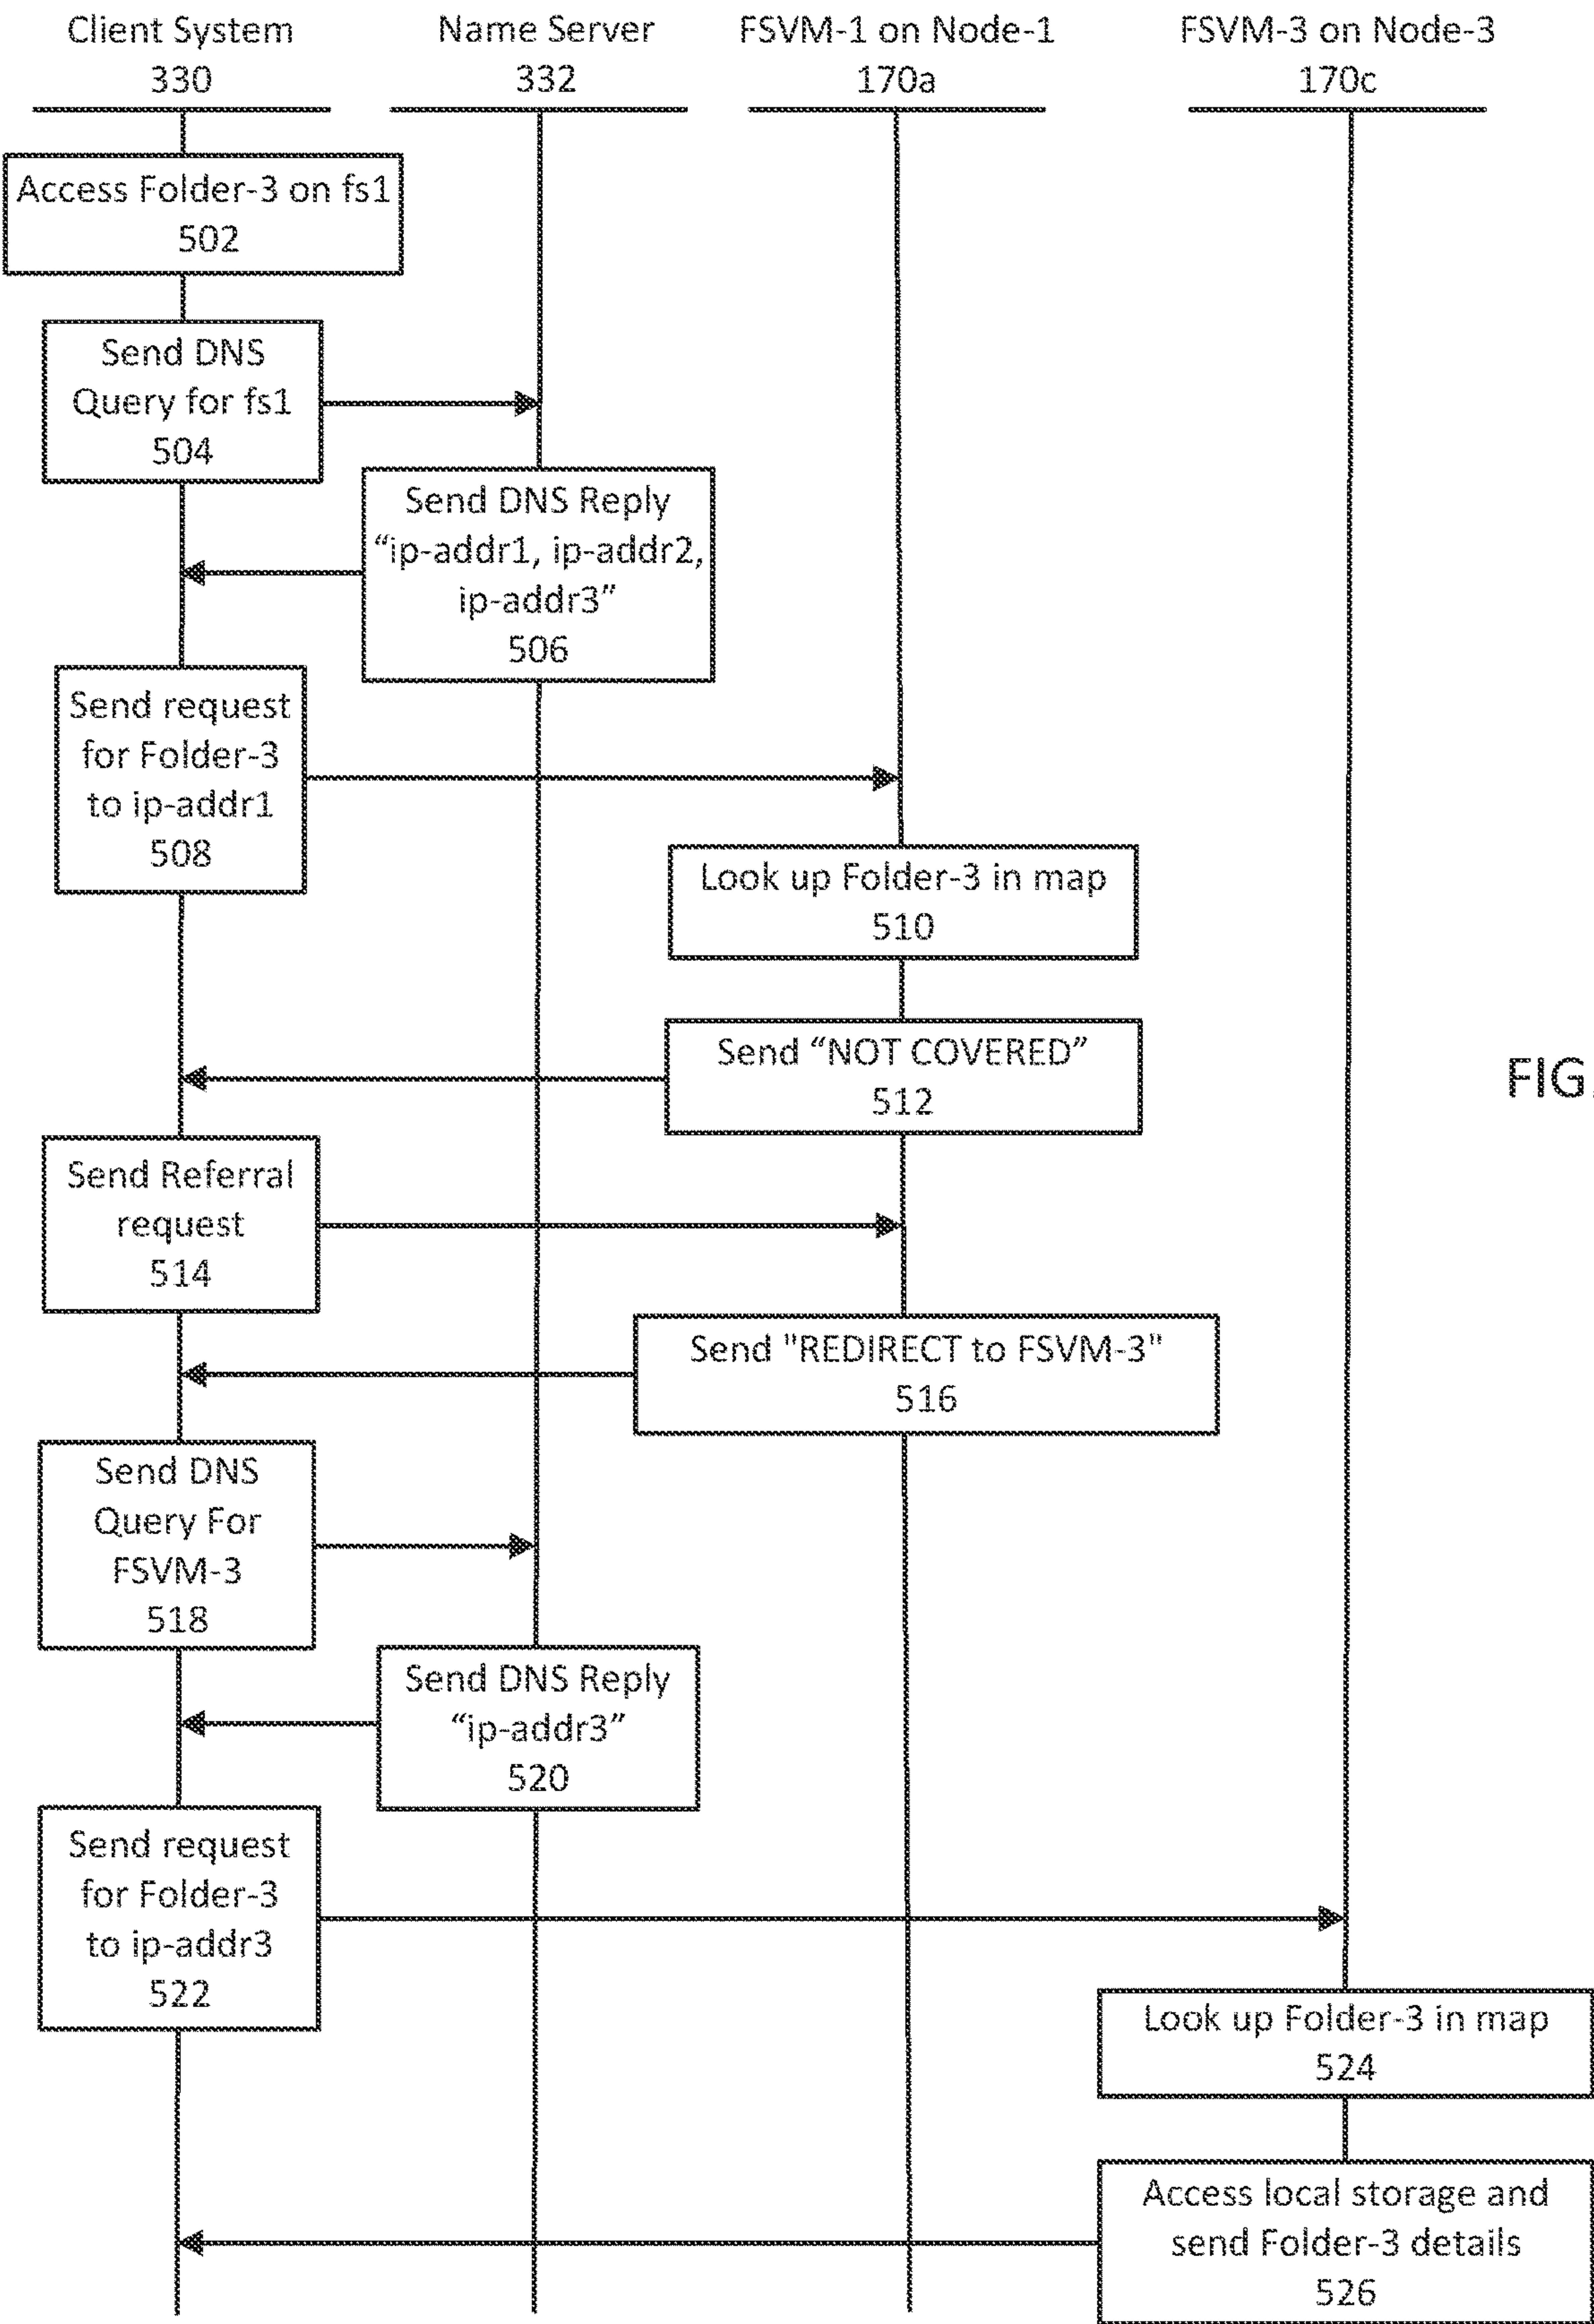 Client System
330
Name Server
332
FSVM-1 on Node-1
170a
FSVM-3 on Node-3
170c
Access Folder-3 on fs1
502
Send DNS
Query for fs1
504
Send DNS Reply
“ip-addr1, ip-addr2,
ip-addr3”
506
Send request
for Folder-3
to ip-addr1
508
Look up Folder-3 in map
510
Send “NOT COVERED”
512
FIG.
Send Referral
request
514
Send "REDIRECT to FSVM-3"
516
Send DNS
Query For
FSVM-3
518
Send DNS Reply
“ip-addr3”
520
Send request
for Folder-3
to ip-addr3
522
Look up Folder-3 in map
524
Access local storage and
send Folder-3 details
526